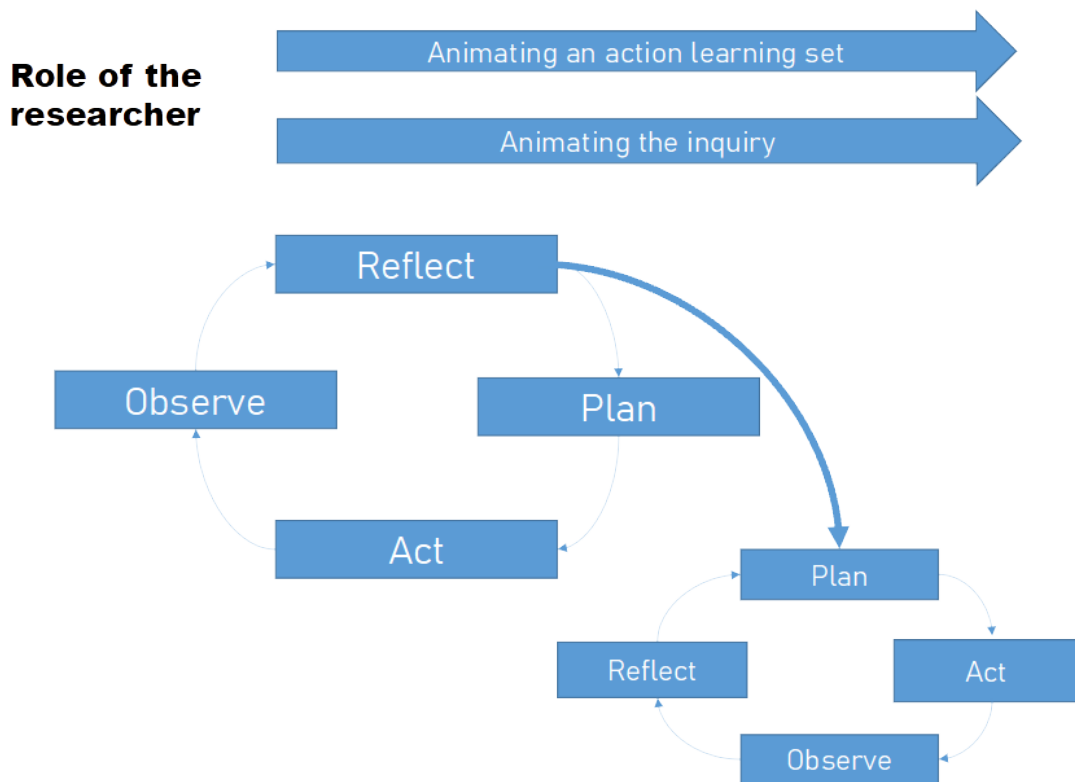 Role of the
researcher
Animating an action learning set
Animating the inquiry
Reflect
Observe
Plan
Act
Plan
Reflect
Act
Observe